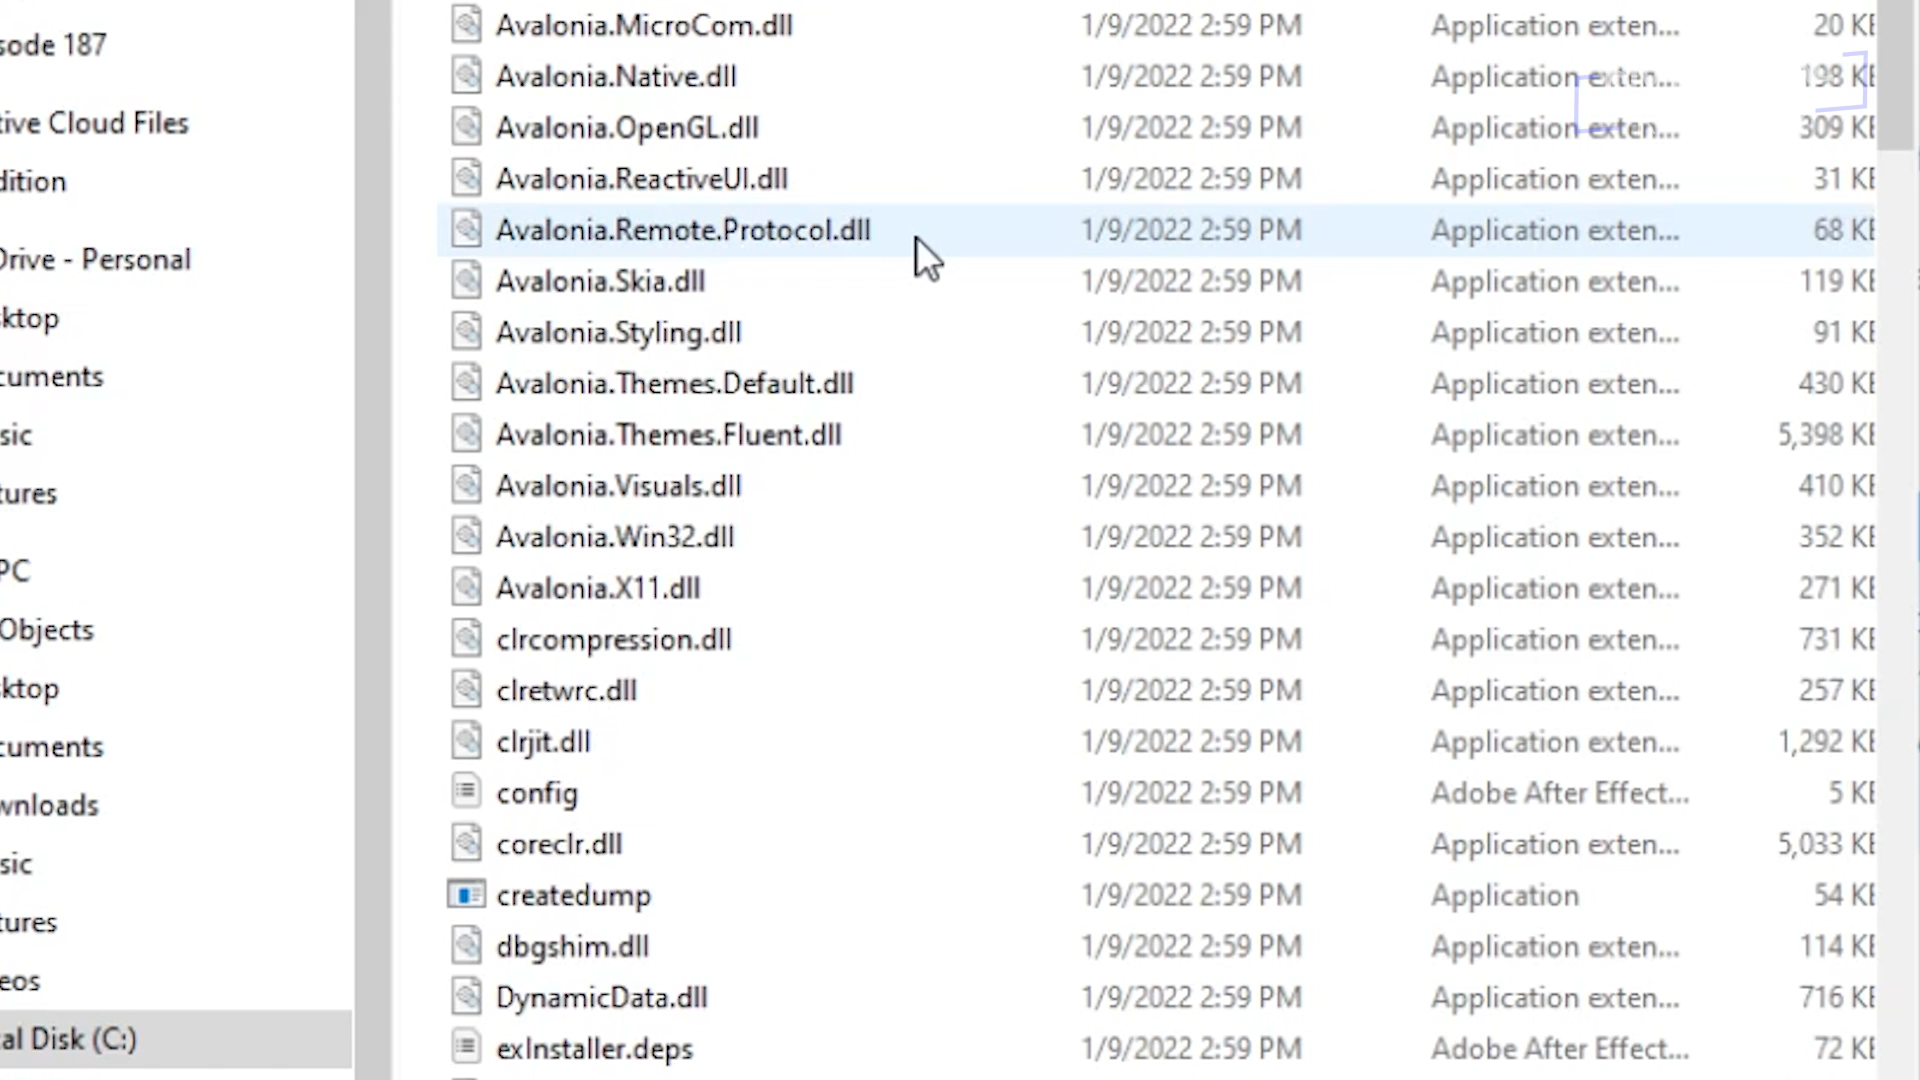 sode 187
tive Cloud Files
dition
Drive - Personal
ktop
cuments
sic
tures
PC
Objects
ktop
cuments
wnloads
sic
tures
eos
al Disk (C:)
Avalonia.MicroCom.dll 1/9/2022 2:59 PM Application exten... 20 KB
Avalonia.Native.dll 1/9/2022 2:59 PM Application exten... 198 KB
Avalonia.OpenGL.dll 1/9/2022 2:59 PM Application exten... 309 KB
Avalonia.ReactiveUI.dll 1/9/2022 2:59 PM Application exten... 31 KB
Avalonia.Remote.Protocol.dll 1/9/2022 2:59 PM Application exten... 68 KB
Avalonia.Skia.dll 1/9/2022 2:59 PM Application exten... 119 KB
Avalonia.Styling.dll 1/9/2022 2:59 PM Application exten... 91 KB
Avalonia.Themes.Default.dll 1/9/2022 2:59 PM Application exten... 430 KB
Avalonia.Themes.Fluent.dll 1/9/2022 2:59 PM Application exten... 5,398 KB
Avalonia.Visuals.dll 1/9/2022 2:59 PM Application exten... 410 KB
Avalonia.Win32.dll 1/9/2022 2:59 PM Application exten... 352 KB
Avalonia.X11.dll 1/9/2022 2:59 PM Application exten... 271 KB
clrcompression.dll 1/9/2022 2:59 PM Application exten... 731 KB
clretwrc.dll 1/9/2022 2:59 PM Application exten... 257 KB
clrjit.dll 1/9/2022 2:59 PM Application exten... 1,292 KB
config 1/9/2022 2:59 PM Adobe After Effect... 5 KB
coreclr.dll 1/9/2022 2:59 PM Application exten... 5,033 KB
createdump 1/9/2022 2:59 PM Application 54 KB
dbgshim.dll 1/9/2022 2:59 PM Application exten... 114 KB
DynamicData.dll 1/9/2022 2:59 PM Application exten... 716 KB
exInstaller.deps 1/9/2022 2:59 PM Adobe After Effect... 72 KB